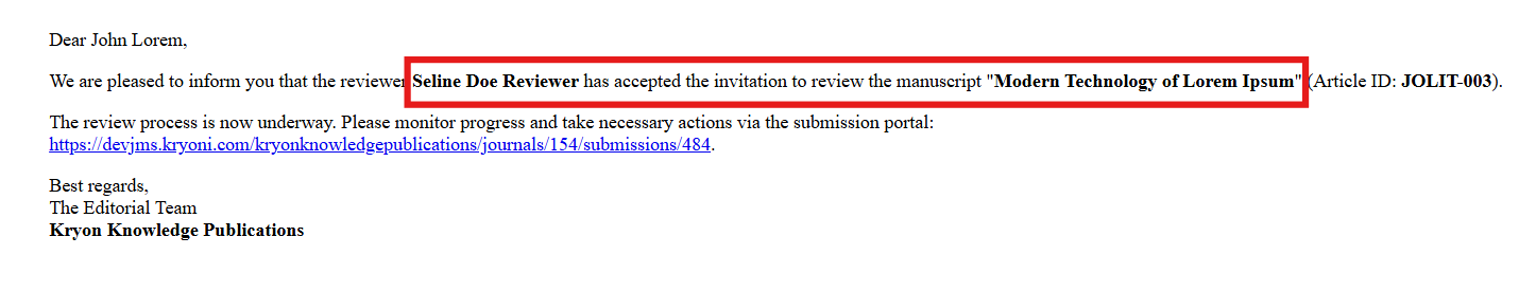 Dear John Lorem,
We are pleased to inform you that the reviewer Seline Doe Reviewer has accepted the invitation to review the manuscript "Modern Technology of Lorem Ipsum" (Article ID: JOLIT-003).
The review process is now underway. Please monitor progress and take necessary actions via the submission portal:
https://devjms.kryoni.com/kryonknowledgepublications/journals/154/submissions/484.
Best regards,
The Editorial Team
Kryon Knowledge Publications